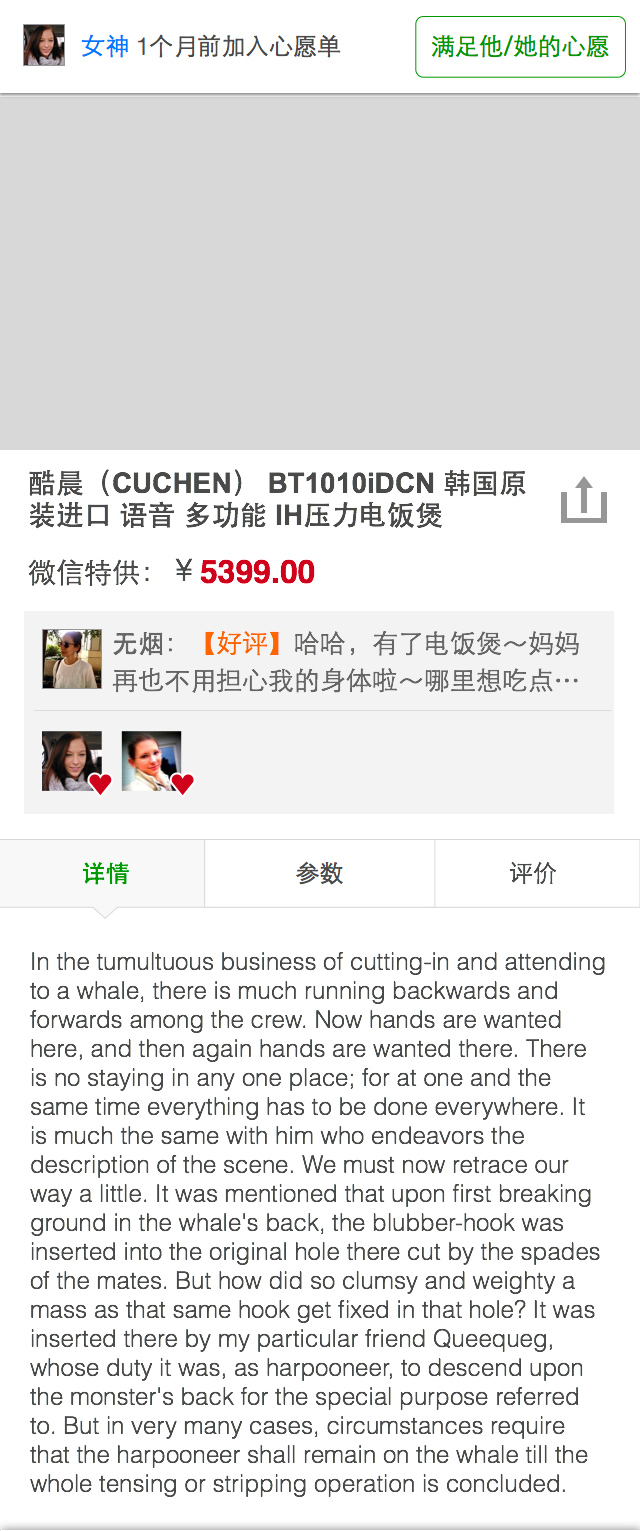 女神 1个月前加入心愿单
满足他/她的心愿
酷晨（CUCHEN） BT1010iDCN 韩国原
装进口 语音 多功能 IH压力电饭煲
微信特供：￥5399.00
无烟：【好评】哈哈，有了电饭煲～妈妈
再也不用担心我的身体啦～哪里想吃点…
详情
参数
评价
In the tumultuous business of cutting-in and attending
to a whale, there is much running backwards and
forwards among the crew. Now hands are wanted
here, and then again hands are wanted there. There
is no staying in any one place; for at one and the
same time everything has to be done everywhere. It
is much the same with him who endeavors the
description of the scene. We must now retrace our
way a little. It was mentioned that upon first breaking
ground in the whale's back, the blubber-hook was
inserted into the original hole there cut by the spades
of the mates. But how did so clumsy and weighty a
mass as that same hook get fixed in that hole? It was
inserted there by my particular friend Queequeg,
whose duty it was, as harpooneer, to descend upon
the monster's back for the special purpose referred
to. But in very many cases, circumstances require
that the harpooneer shall remain on the whale till the
whole tensing or stripping operation is concluded.